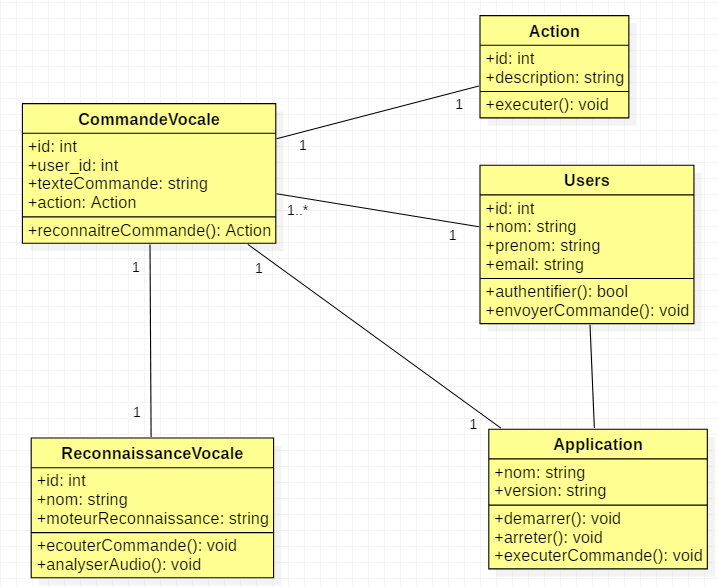 Action
+id: int
+description: string
+executer(): void
1
CommandeVocale
+id: int
+user_id: int
+texteCommande: string
+action: Action
+reconnaitreCommande(): Action
1
1..*
Users
+id: int
+nom: string
+prenom: string
+email: string
+authentifier(): bool
+envoyerCommande(): void
1
1
1
1
1
ReconnaissanceVocale
+id: int
+nom: string
+moteurReconnaissance: string
+ecouterCommande(): void
+analyserAudio(): void
Application
+nom: string
+version: string
+demarrer(): void
+arreter(): void
+executerCommande(): void